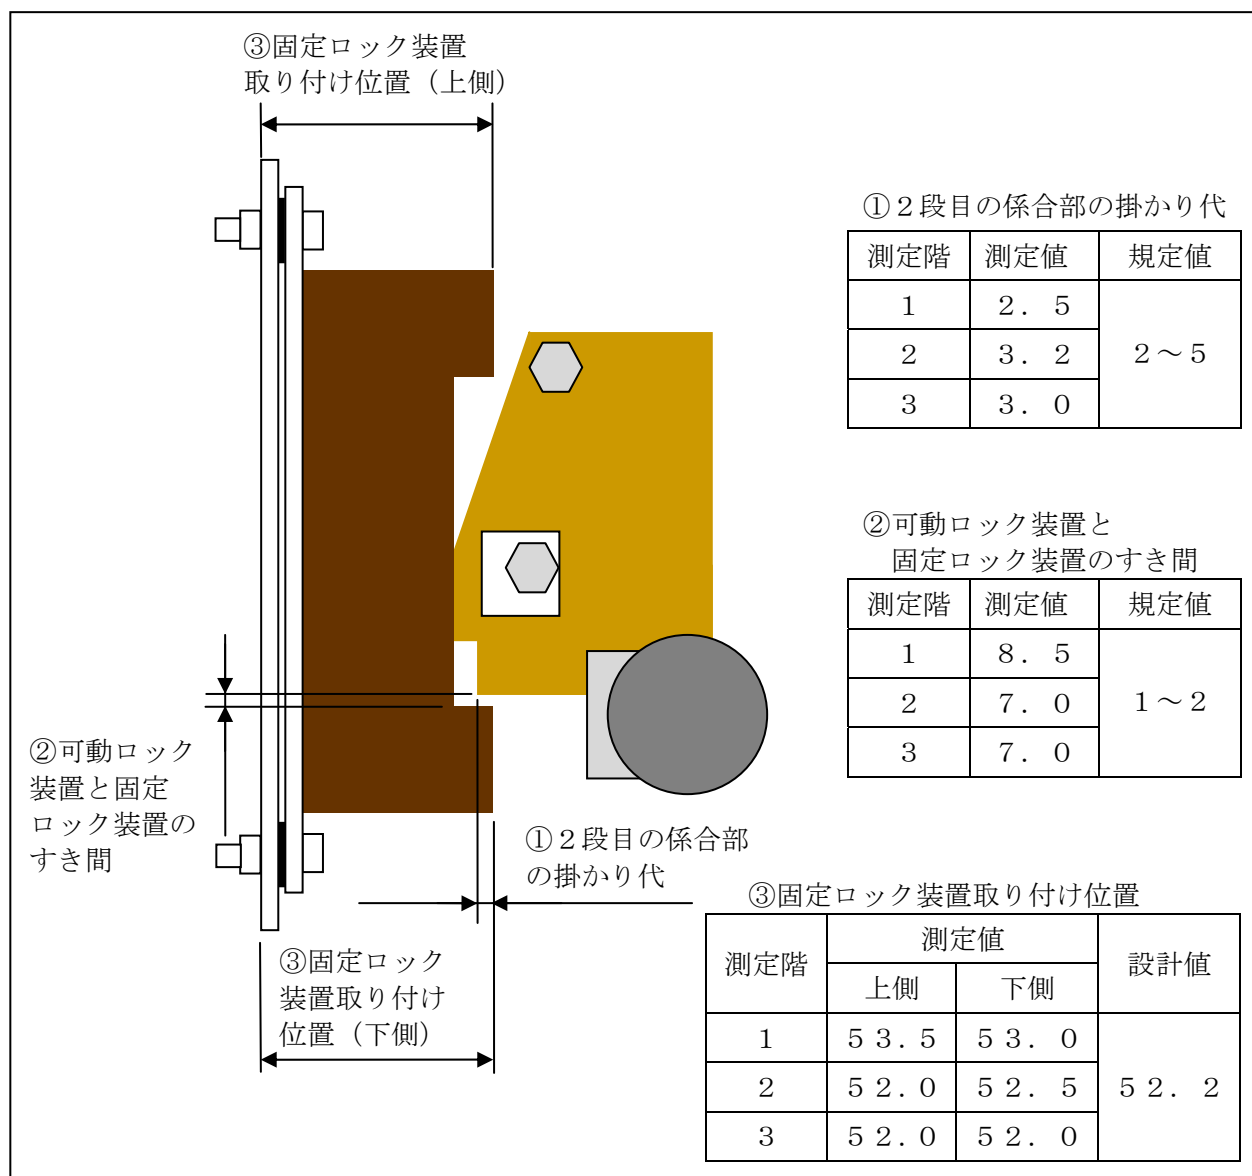 ③固定ロック装置
取り付け位置（上側）
①２段目の係合部の掛かり代
測定階 測定値 規定値
１ ２．５
２ ３．２ ２～５
３ ３．０
②可動ロック装置と
固定ロック装置のすき間
測定階 測定値 規定値
１ ８．５
２ ７．０ １～２
３ ７．０
②可動ロック
装置と固定
ロック装置の
すき間
①２段目の係合部
の掛かり代
③固定ロック
装置取り付け
位置（下側）
③固定ロック装置取り付け位置
測定階 測定値 設計値
上側 下側
１ ５３．５ ５３．０
２ ５２．０ ５２．５ ５２．２
３ ５２．０ ５２．０